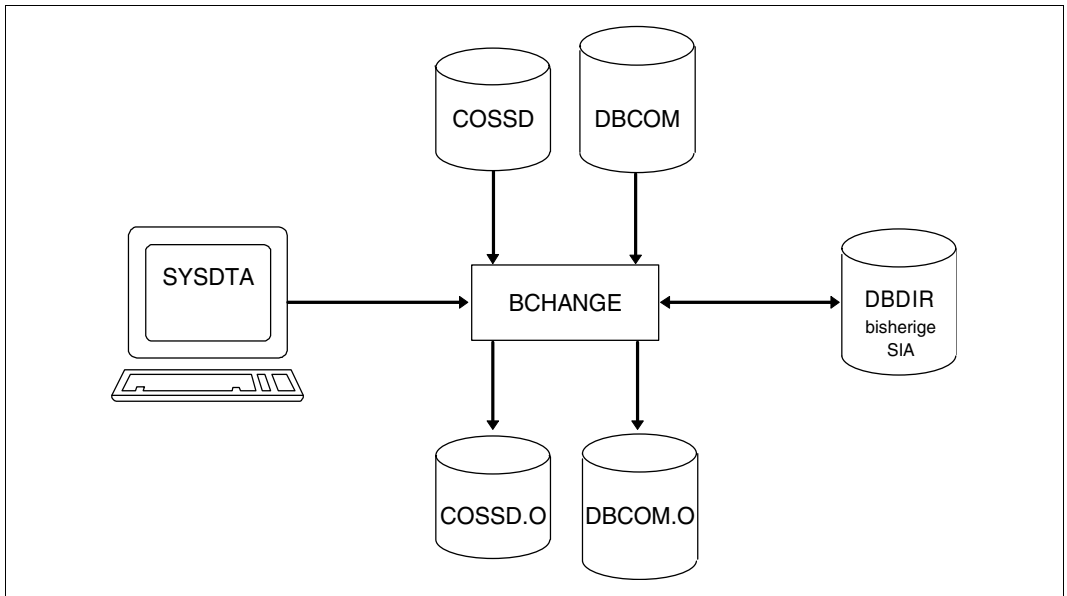 COSSD
DBCOM
SYSDTA
BCHANGE
DBDIR
bisherige
SIA
COSSD.O
DBCOM.O